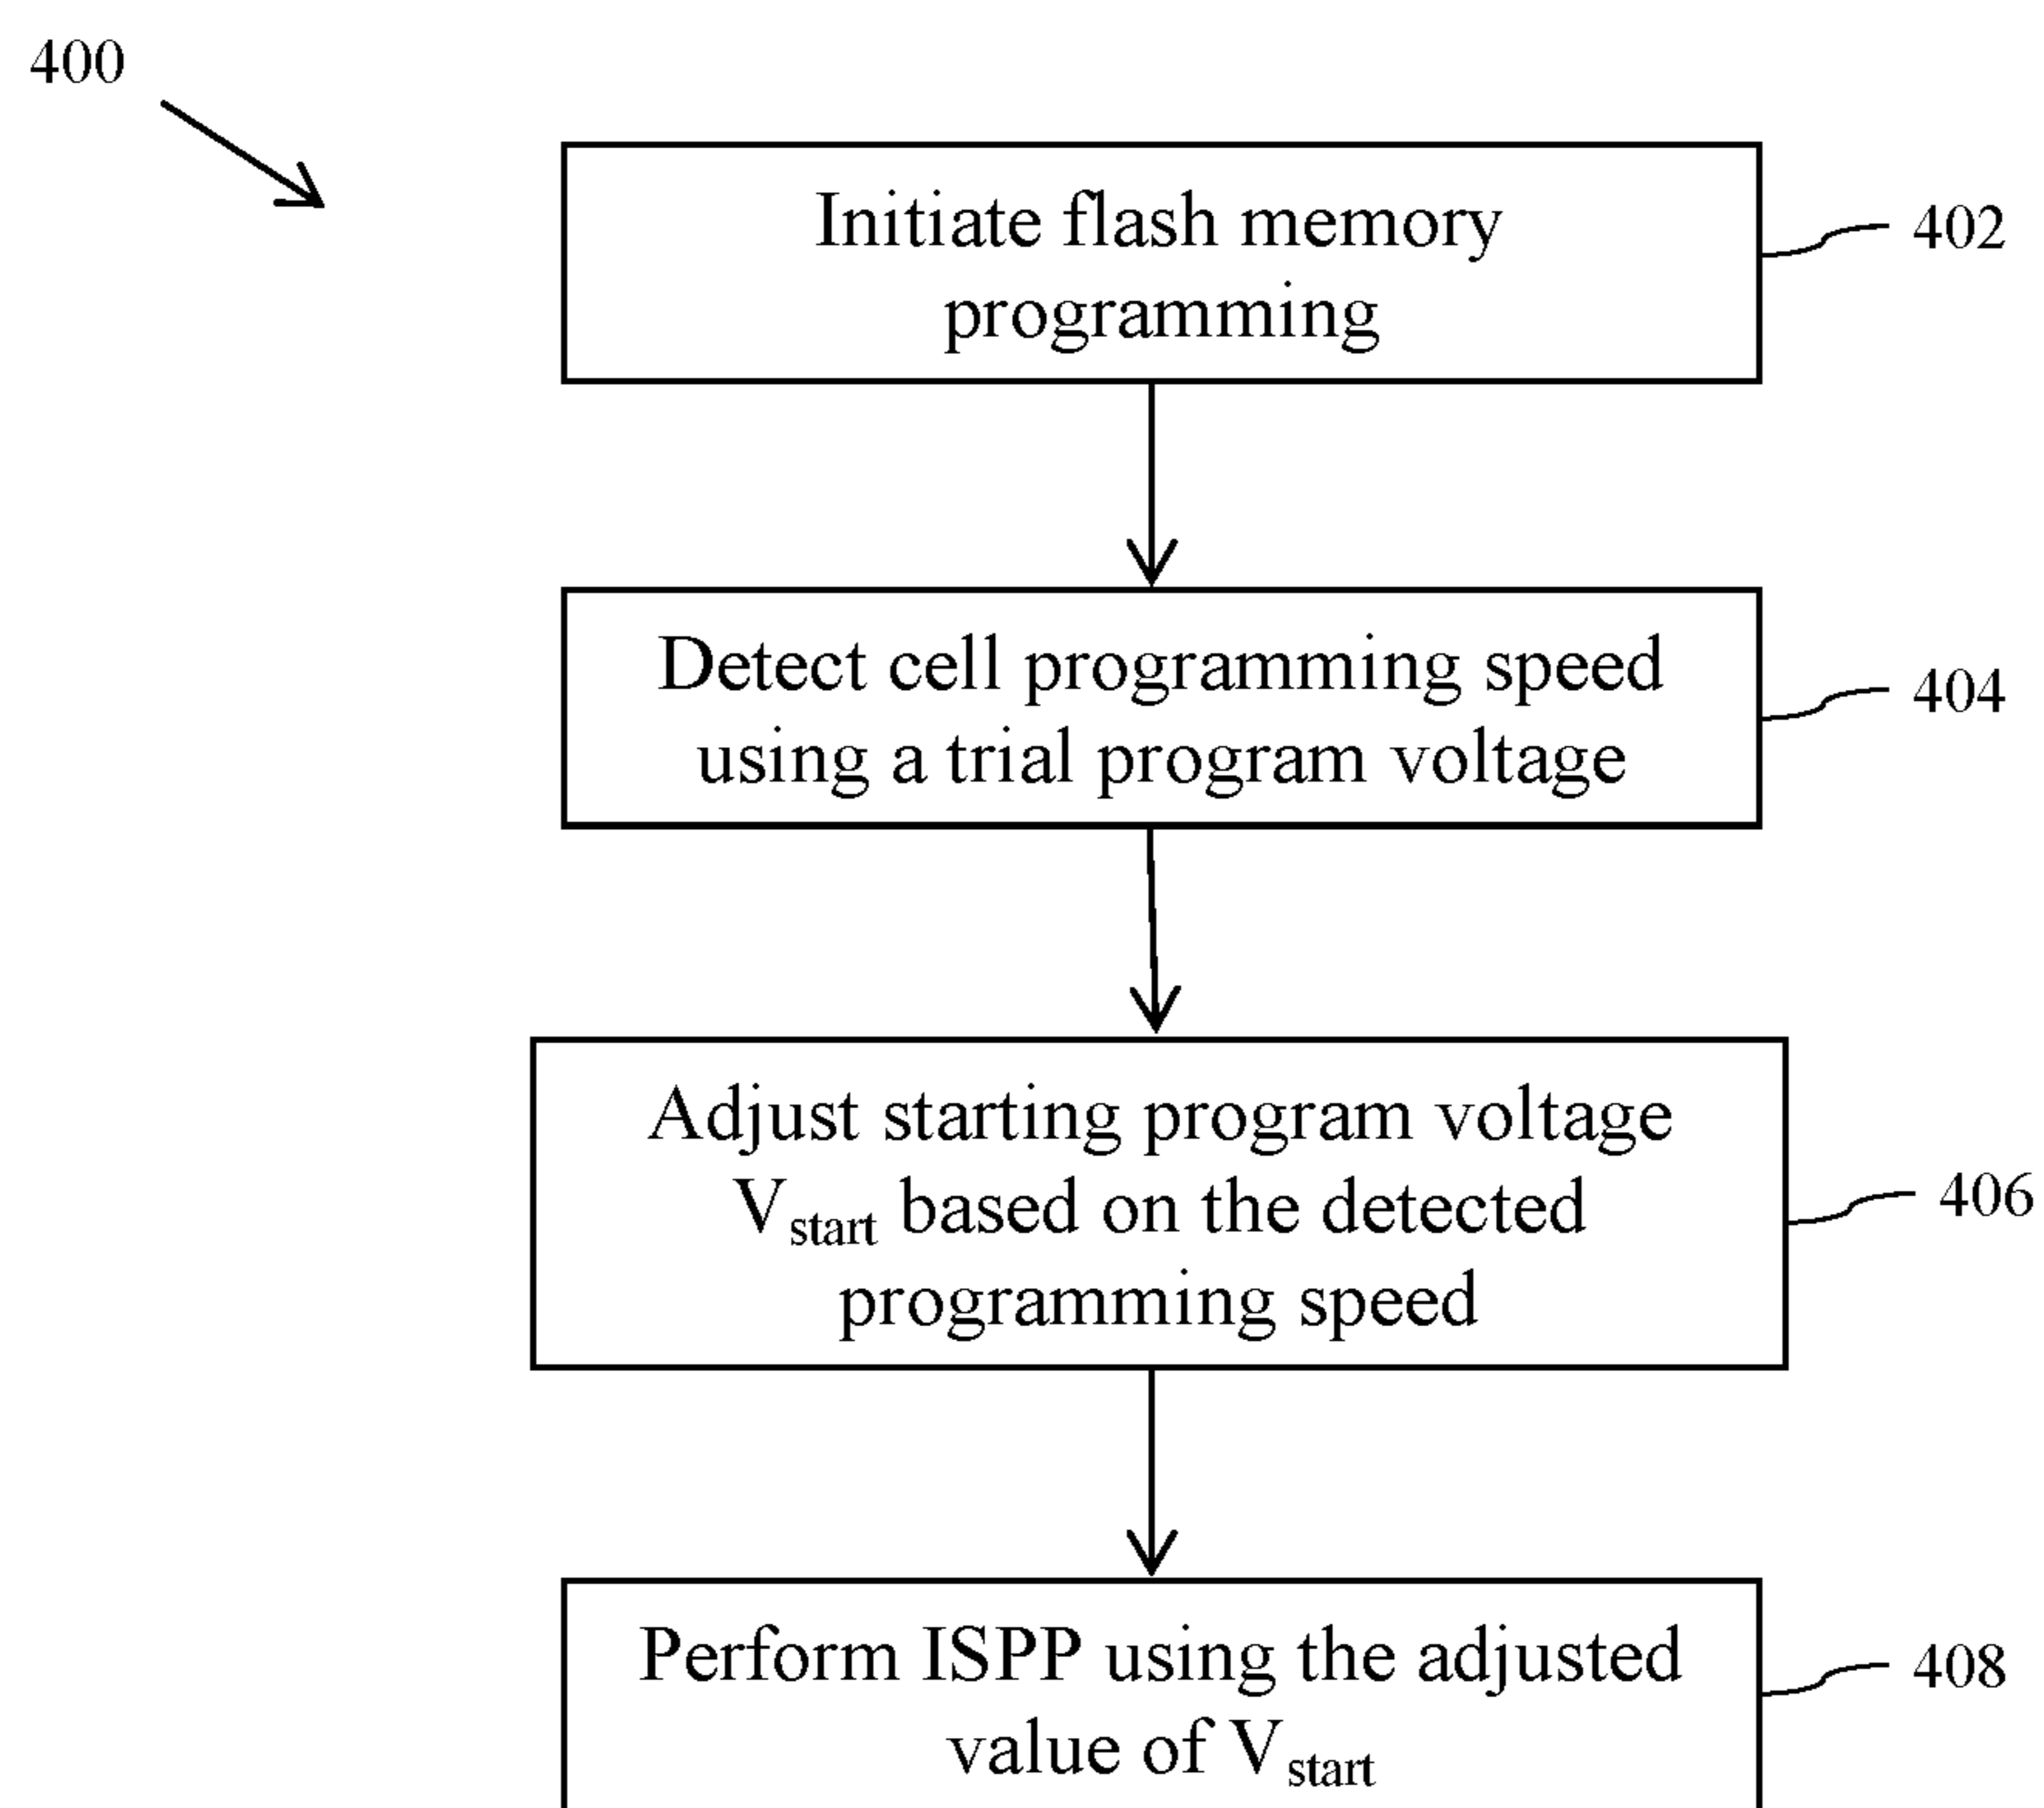 400
Initiate flash memory
programming
402
Detect cell programming speed
using a trial program voltage
404
Adjust starting program voltage
Vstart based on the detected
programming speed
406
Perform ISPP using the adjusted
value of Vstart
408